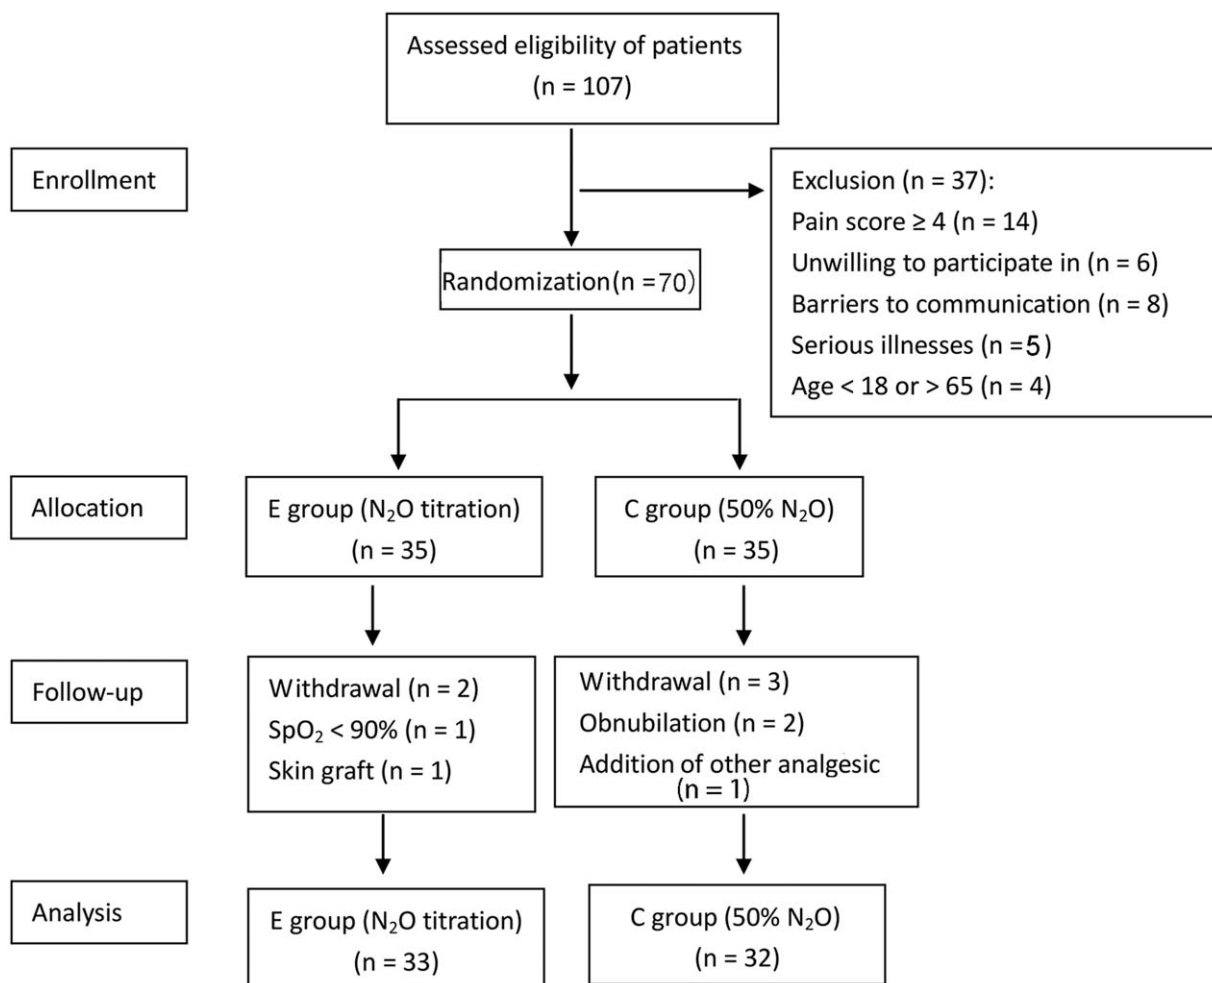 Assessed eligibility of patients
(n = 107)
Enrollment
Exclusion (n = 37):
Pain score ≥ 4 (n = 14)
Unwilling to participate in (n = 6)
Barriers to communication (n = 8)
Serious illnesses (n =5)
Age < 18 or > 65 (n = 4)
Randomization(n =70)
Allocation
E group (N₂O titration)
(n = 35)
C group (50% N₂O)
(n = 35)
Follow-up
Withdrawal (n = 2)
SpO₂ < 90% (n = 1)
Skin graft (n = 1)
Withdrawal (n = 3)
Obnubilation (n = 2)
Addition of other analgesic
(n = 1)
Analysis
E group (N₂O titration)
(n = 33)
C group (50% N₂O)
(n = 32)